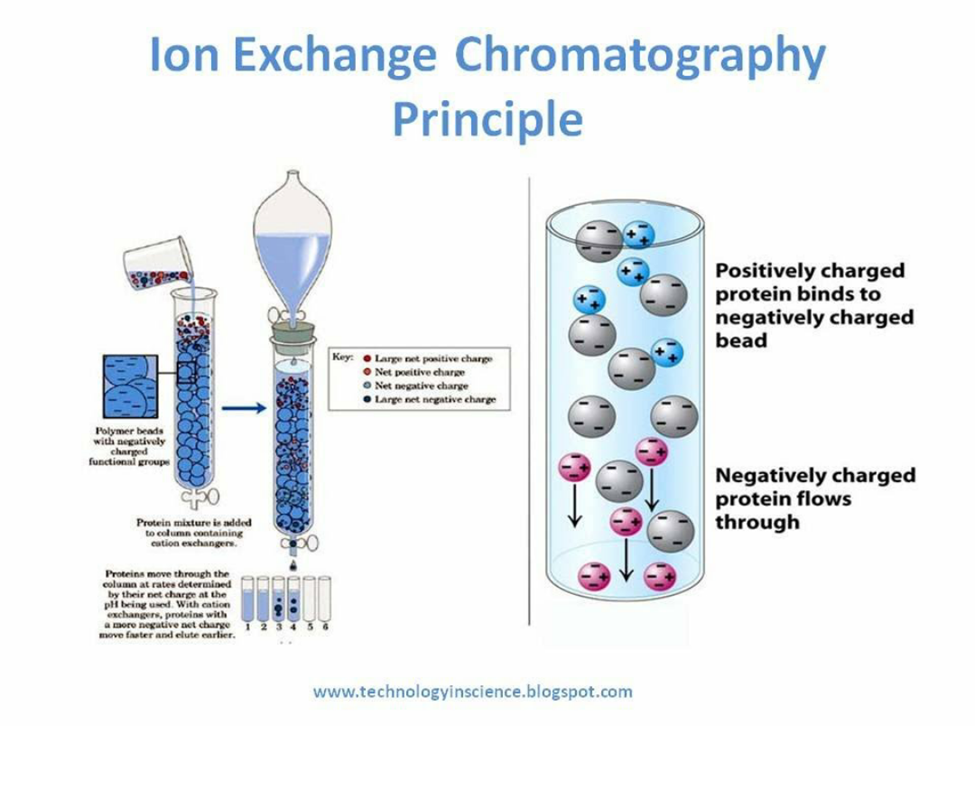 Ion Exchange Chromatography
Principle
Key:
Large net positive charge
Net positive charge
Net negative charge
Large net negative charge
Polymer beads
with negatively
charged
functional groups
Protein mixture is added
to column containing
cation exchangers.
Proteins move through the
column at rates determined
by their net charge at the
pH being used. With cation
exchangers, proteins with
a more negative net charge
move faster and elute earlier.
1 2 3 4 5 6
Positively charged
protein binds to
negatively charged
bead
Negatively charged
protein flows
through
www.technologyinscience.blogspot.com